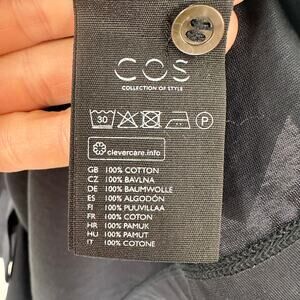 COS
COLLECTION OF STYLE
30 P
clevercare.info
GB 100% COTTON
CZ 100% BAVLNA
DE 100% BAUMWOLLE
ES 100% ALGODÓN
FI 100% PUUVILLA
FR 100% COTON
HR 100% PAMUK
HU 100% PAMUT
IT 100% COTONE